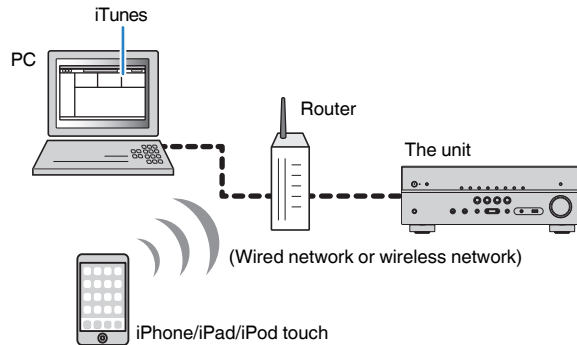 iTunes
PC
Router
The unit
(Wired network or wireless network)
iPhone/iPad/iPod touch